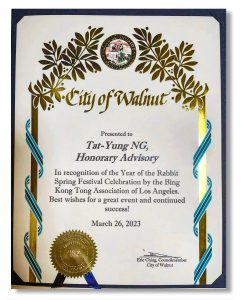 City of Walnut
Presented to
Tat-Yung NG,
Honorary Advisory
In recognition of the Year of the Rabbit
Spring Festival Celebration by the Bing
Kong Tong Association of Los Angeles.
Best wishes for a great event and continued
success!
March 26, 2023
Eric Ching, Councilmember
City of Walnut